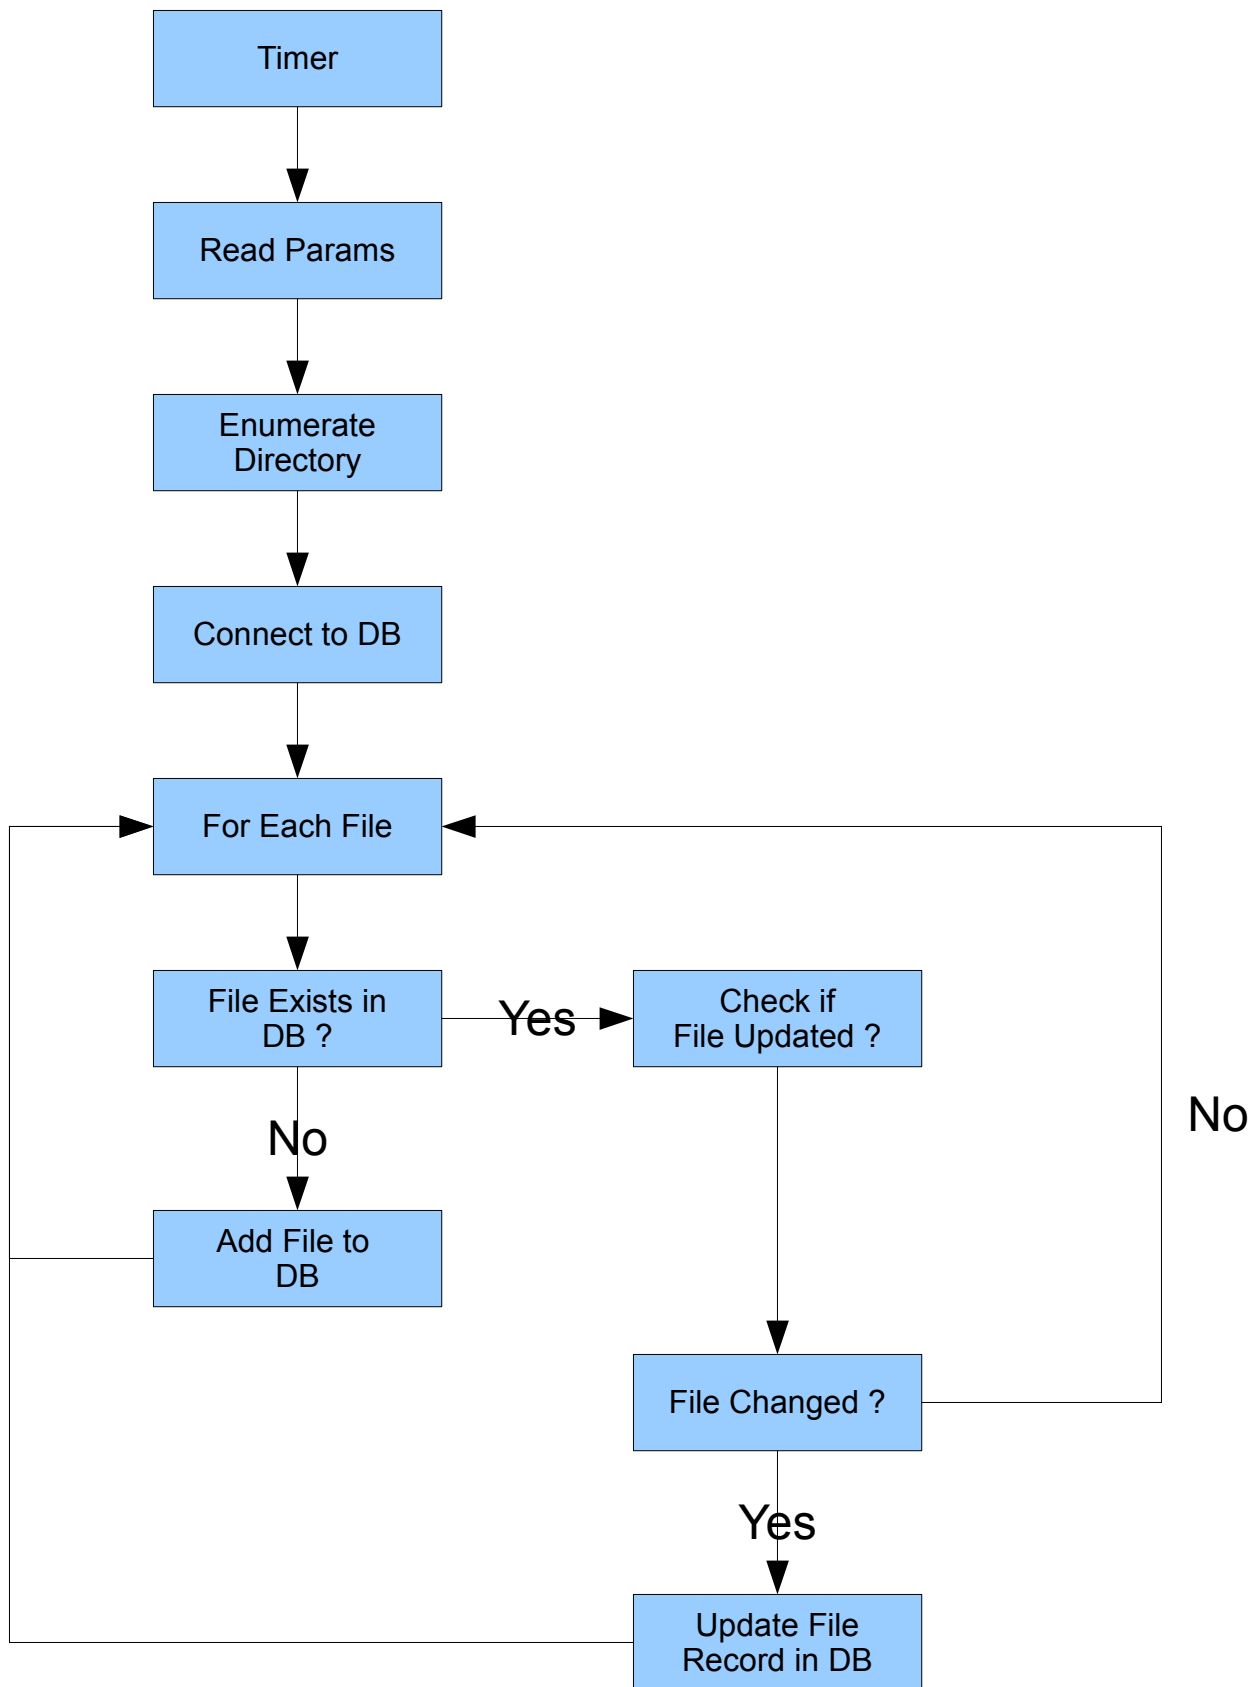 Timer
Read Params
Enumerate
Directory
Connect to DB
For Each File
File Exists in
DB ?
Yes
Check if
File Updated ?
No
No
Add File to
DB
File Changed ?
Yes
Update File
Record in DB